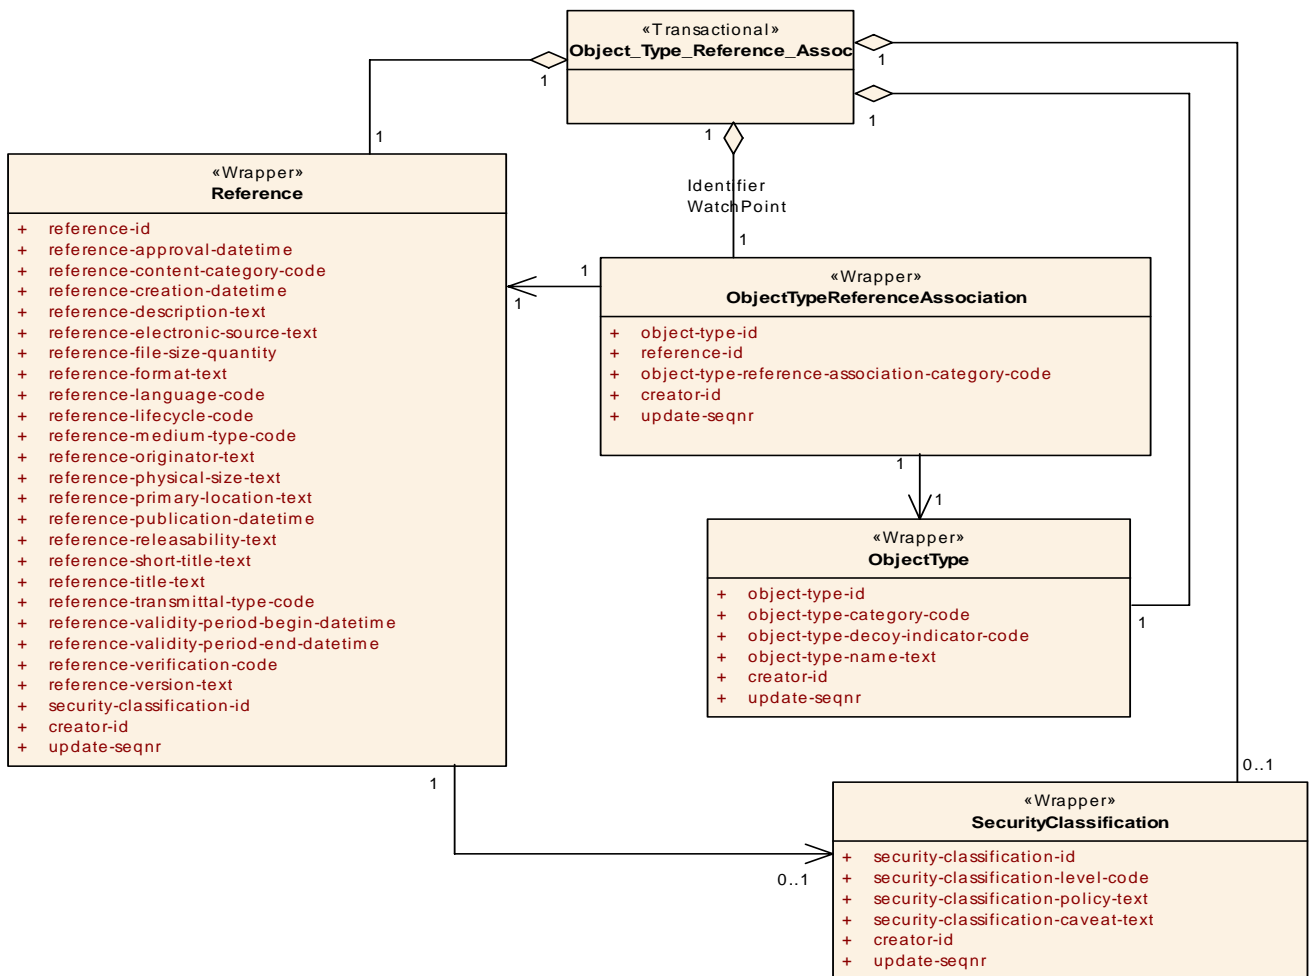 «Transactional»
Object_Type_Reference_Assoc
1
1
1
1
1
Identifier
WatchPoint
1
«Wrapper»
Reference
+ reference-id
+ reference-approval-datetime
+ reference-content-category-code
+ reference-creation-datetime
+ reference-description-text
+ reference-electronic-source-text
+ reference-file-size-quantity
+ reference-format-text
+ reference-language-code
+ reference-lifecycle-code
+ reference-medium-type-code
+ reference-originator-text
+ reference-physical-size-text
+ reference-primary-location-text
+ reference-publication-datetime
+ reference-releasability-text
+ reference-short-title-text
+ reference-title-text
+ reference-transmittal-type-code
+ reference-validity-period-begin-datetime
+ reference-validity-period-end-datetime
+ reference-verification-code
+ reference-version-text
+ security-classification-id
+ creator-id
+ update-seqnr
1
1
«Wrapper»
ObjectTypeReferenceAssociation
+ object-type-id
+ reference-id
+ object-type-reference-association-category-code
+ creator-id
+ update-seqnr
1
1
«Wrapper»
ObjectType
+ object-type-id
+ object-type-category-code
+ object-type-decoy-indicator-code
+ object-type-name-text
+ creator-id
+ update-seqnr
1
0..1
1
0..1
«Wrapper»
SecurityClassification
+ security-classification-id
+ security-classification-level-code
+ security-classification-policy-text
+ security-classification-caveat-text
+ creator-id
+ update-seqnr